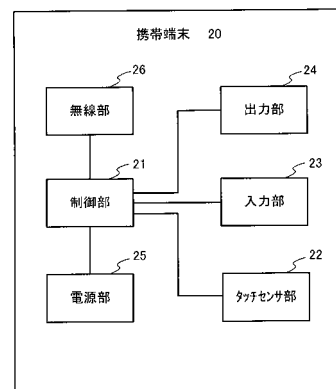 携帯端末 20
26
無線部
24
出力部
21
制御部
23
入力部
25
電源部
22
タッチセンサ部